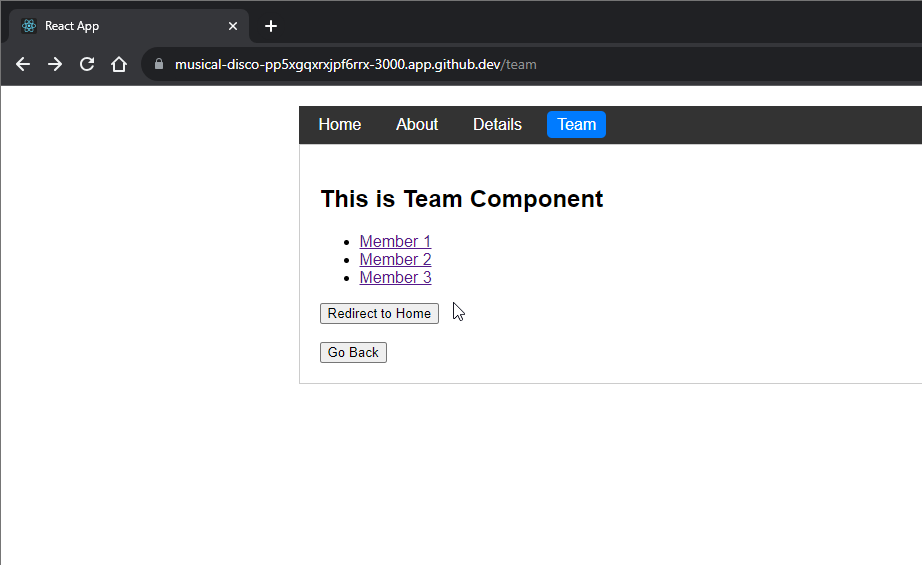 React App
musical-disco-pp5xgqxrxjpf6rrx-3000.app.github.dev/team
Home About Details Team
This is Team Component
Member 1
Member 2
Member 3
Redirect to Home
Go Back